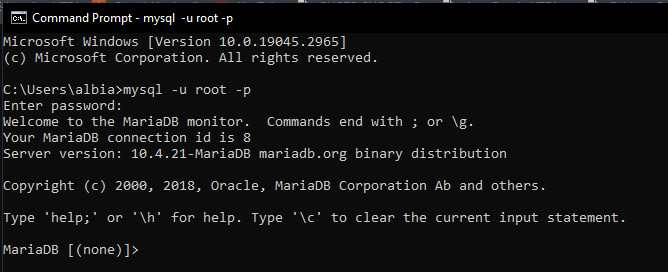 Command Prompt - mysql -u root -p
Microsoft Windows [Version 10.0.19045.2965]
(c) Microsoft Corporation. All rights reserved.
C:\Users\albia>mysql -u root -p
Enter password:
Welcome to the MariaDB monitor.  Commands end with ; or \g.
Your MariaDB connection id is 8
Server version: 10.4.21-MariaDB mariadb.org binary distribution
Copyright (c) 2000, 2018, Oracle, MariaDB Corporation Ab and others.
Type 'help;' or '\h' for help. Type '\c' to clear the current input statement.
MariaDB [(none)]>